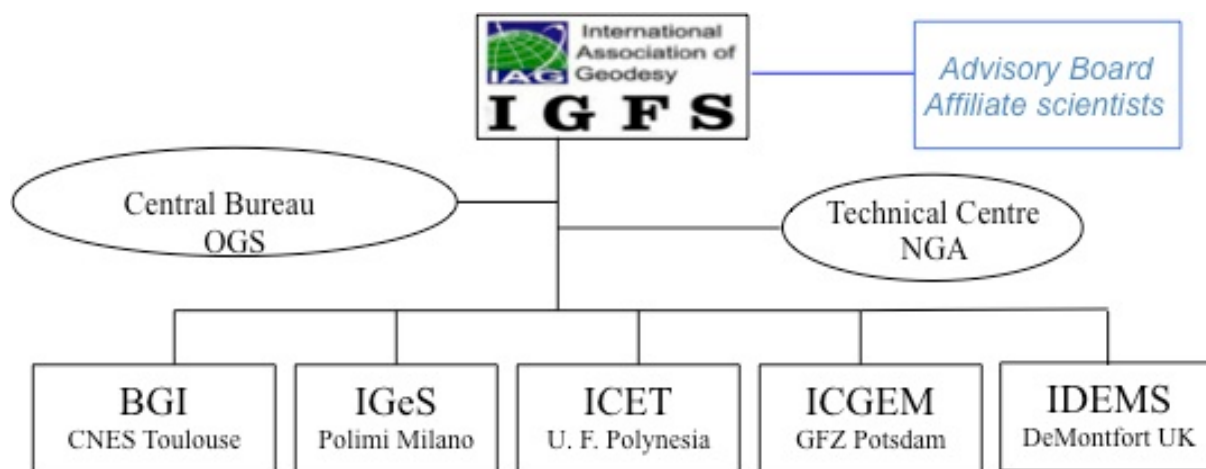 International
Association of
Geodesy
IAG
I G F S
Advisory Board
Affiliate scientists
Central Bureau
OGS
Technical Centre
NGA
BGI
CNES Toulouse
IGeS
Polimi Milano
ICET
U. F. Polynesia
ICGEM
GFZ Potsdam
IDEMS
DeMontfort UK